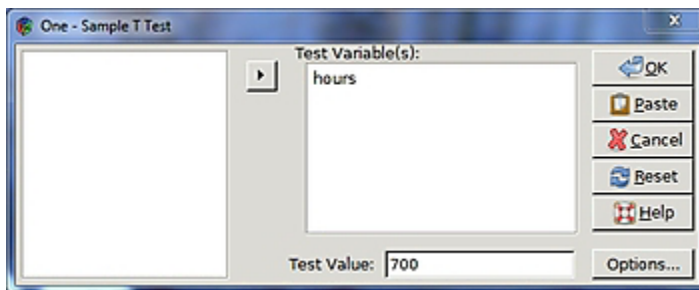 One - Sample T Test
x
Test Variable(s):
hours
OK
Paste
Cancel
Reset
Help
Test Value: 700
Options...